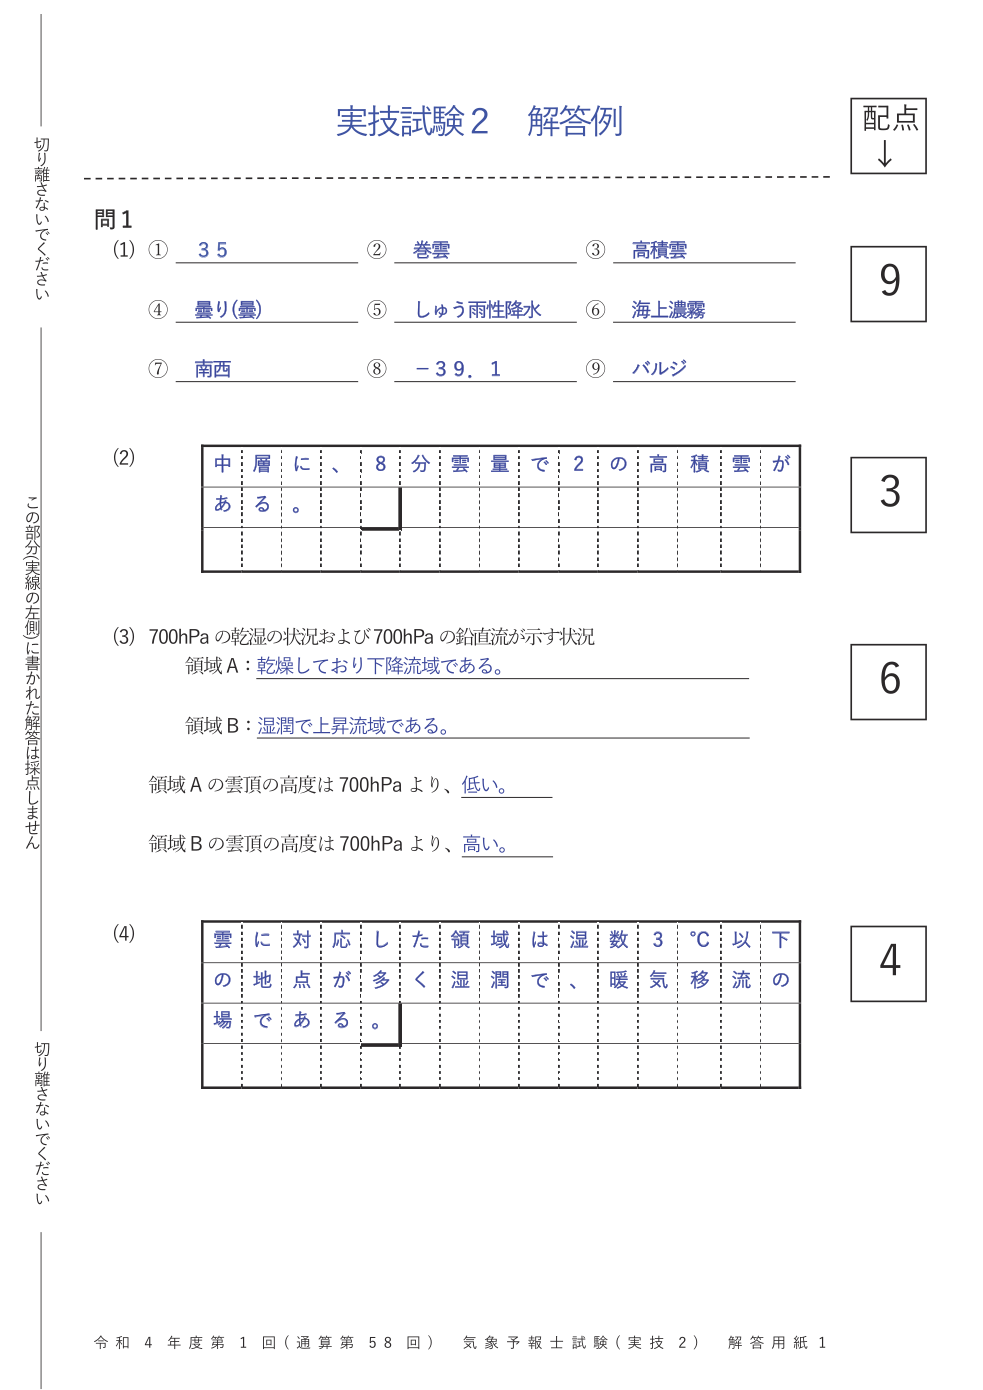 実技試験２　解答例
配点
↓
問１
(1) ① ３５ ② 巻雲 ③ 高積雲
9
④ 曇り(曇) ⑤ しゅう雨性降水 ⑥ 海上濃霧
⑦ 南西 ⑧ －３９．１ ⑨ バルジ
(2)
中層に、8分雲量で2の高積雲が
ある。
3
(3) 700hPa の乾湿の状況および 700hPa の鉛直流が示す状況
領域 A：乾燥しており下降流域である。
6
領域 B：湿潤で上昇流域である。
領域 A の雲頂の高度は 700hPa より、低い。
領域 B の雲頂の高度は 700hPa より、高い。
(4)
雲に対応した領域は湿数3℃以下
の地点が多く湿潤で、暖気移流の
場である。
4
令和 4 年度第 1 回(通算第 58 回) 気象予報士試験(実技 2) 解答用紙 1
切り離さないでください
この部分(実線の左側)に書かれた解答は採点しません
切り離さないでください